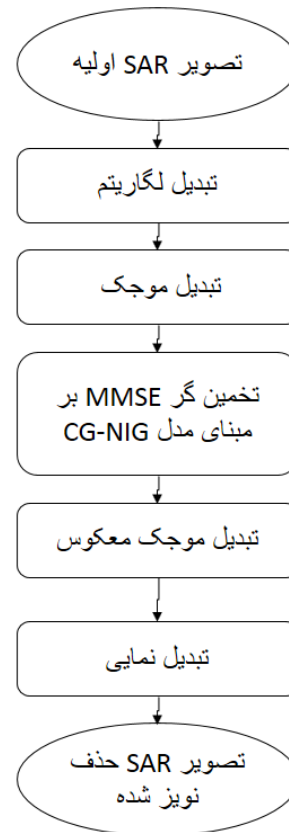 تصویر SAR اولیه
تبدیل لگاریتم
تبدیل موجک
تخمین گر MMSE بر
مبنای مدل CG-NIG
تبدیل موجک معکوس
تبدیل نمایی
تصویر SAR حذف
نویز شده